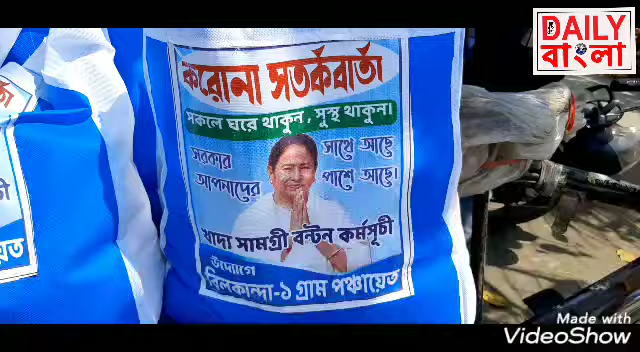 DAILY
বাংলা
করোনা সতর্কবার্তা
সকলে ঘরে থাকুন, সুস্থ থাকুন।
সরকার সাথে আছে
আপনাদের পাশে আছে।
খাদ্য সামগ্রী বন্টন কর্মসূচী
উদ্যোগে
বিলকান্দা-১ গ্রাম পঞ্চায়েত
Made with
VideoShow